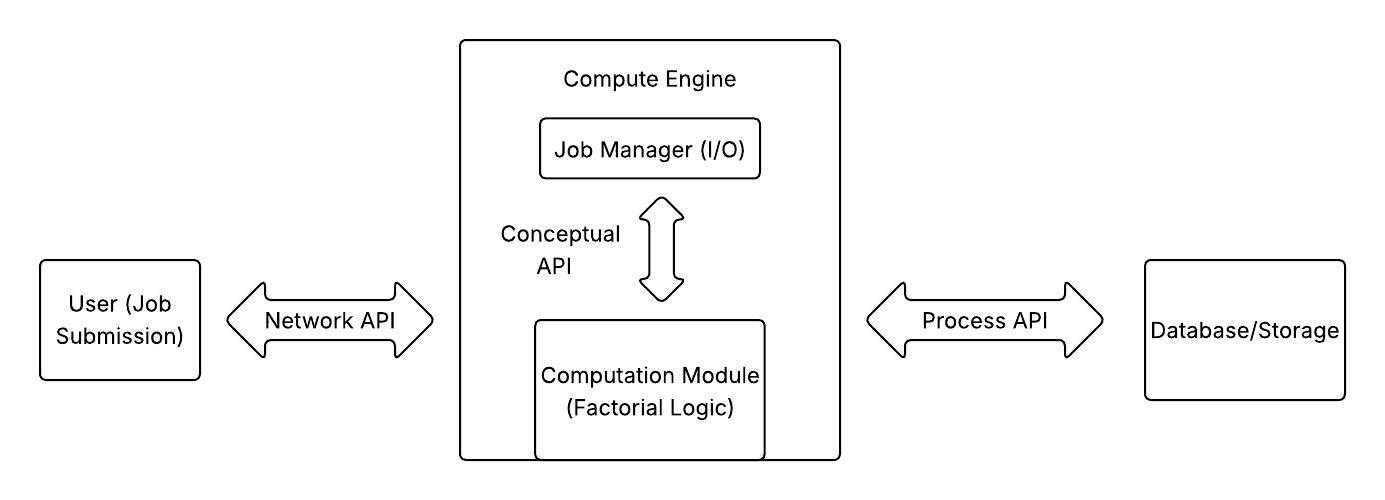 Compute Engine
Job Manager (I/O)
Conceptual
API
User (Job
Submission)
Network API
Process API
Database/Storage
Computation Module
(Factorial Logic)